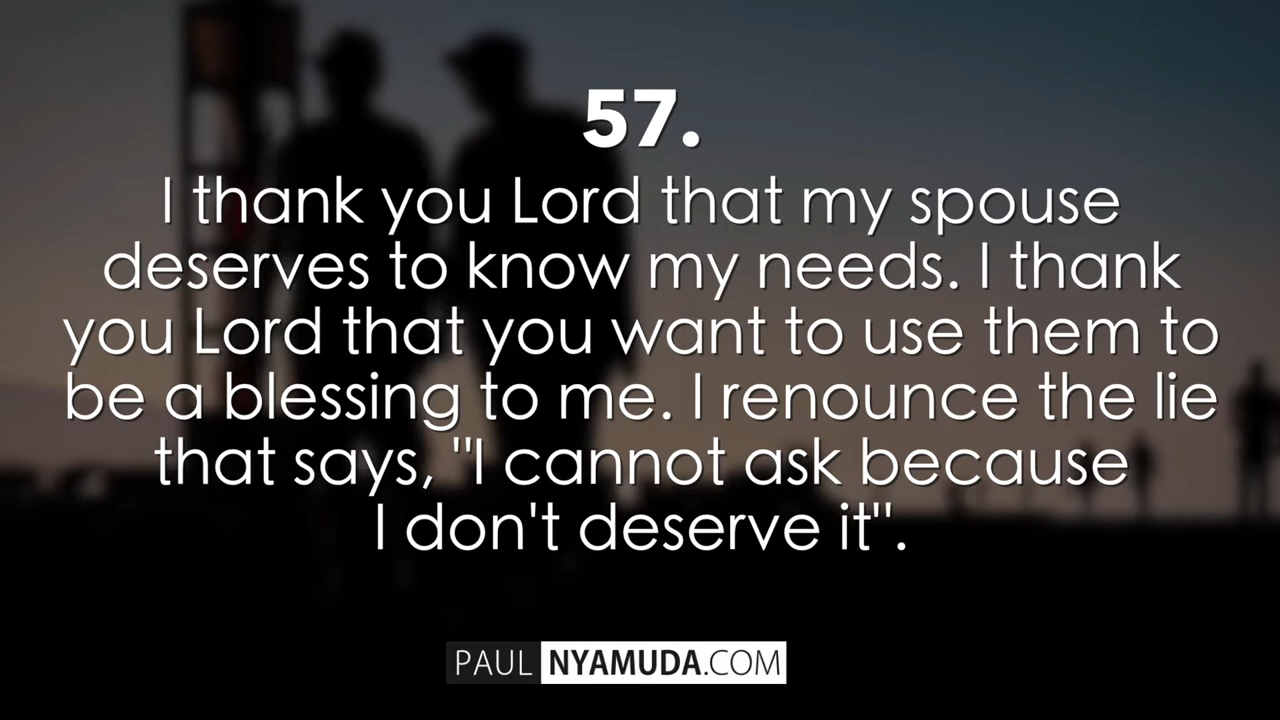 57.
I thank you Lord that my spouse
deserves to know my needs. I thank
you Lord that you want to use them to
be a blessing to me. I renounce the lie
that says, "I cannot ask because
I don't deserve it".
PAUL NYAMUDA.COM